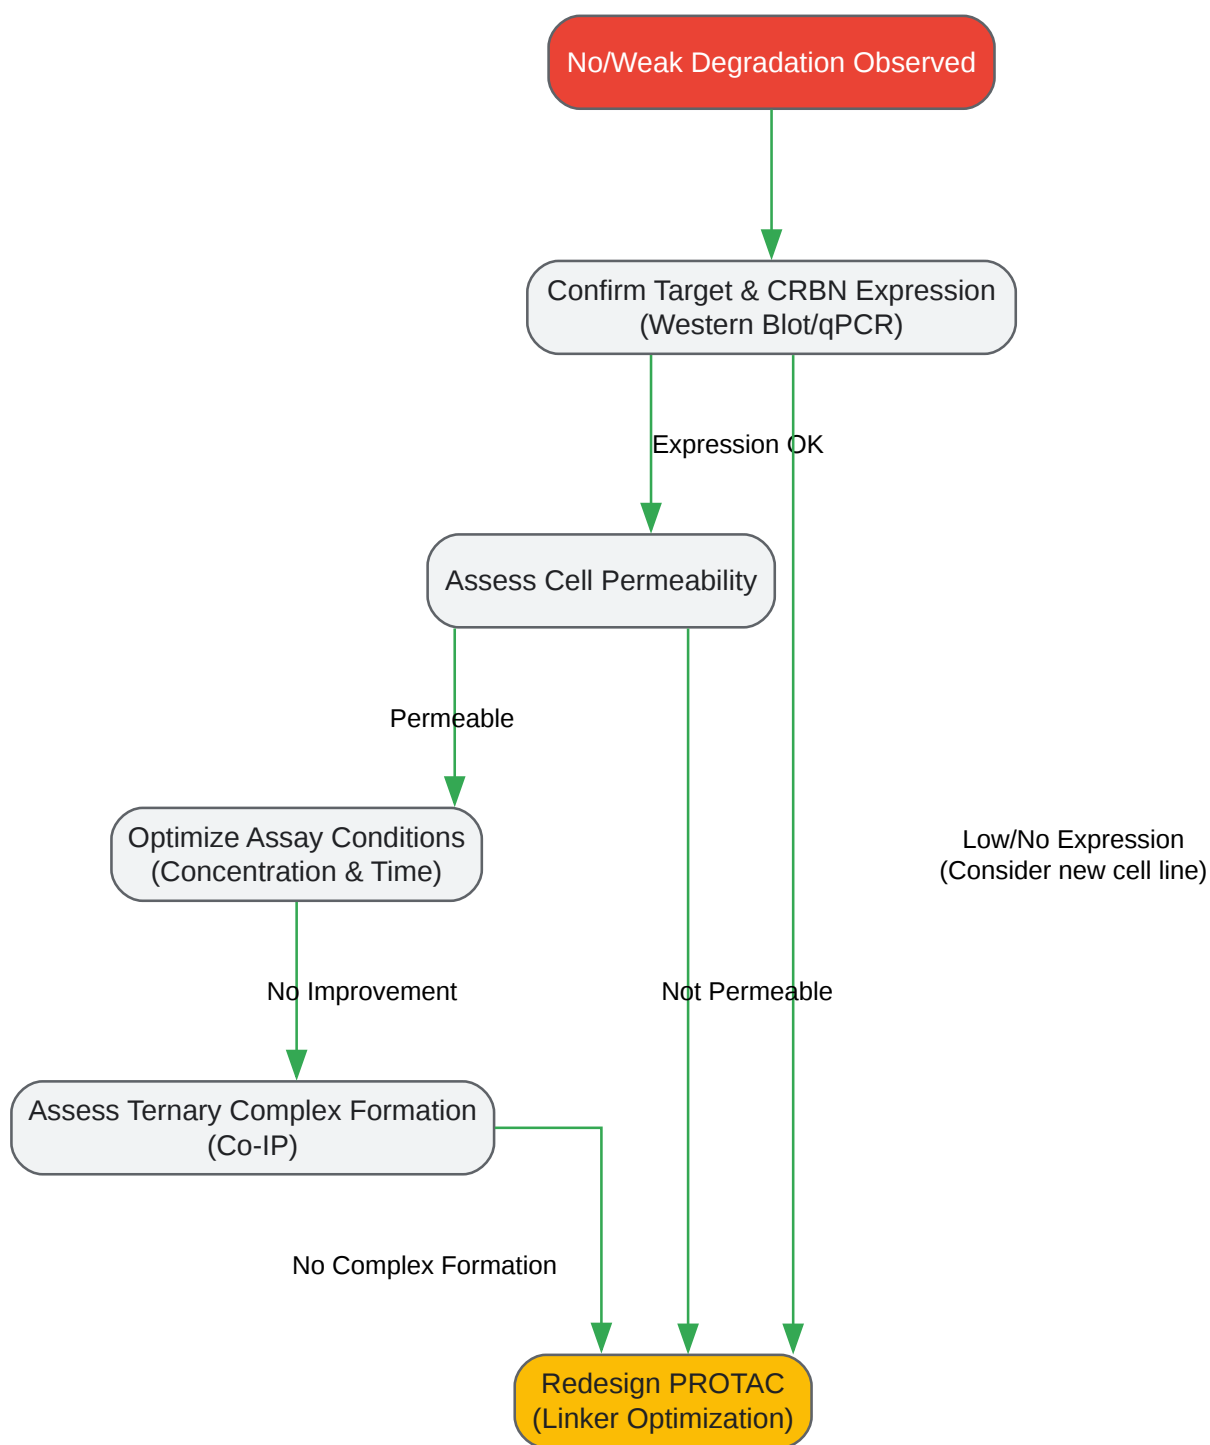 No/Weak Degradation Observed
Confirm Target & CRBN Expression
(Western Blot/qPCR)
Expression OK
Assess Cell Permeability
Permeable
Optimize Assay Conditions
(Concentration & Time)
Low/No Expression
(Consider new cell line)
No Improvement
Not Permeable
Assess Ternary Complex Formation
(Co-IP)
No Complex Formation
Redesign PROTAC
(Linker Optimization)